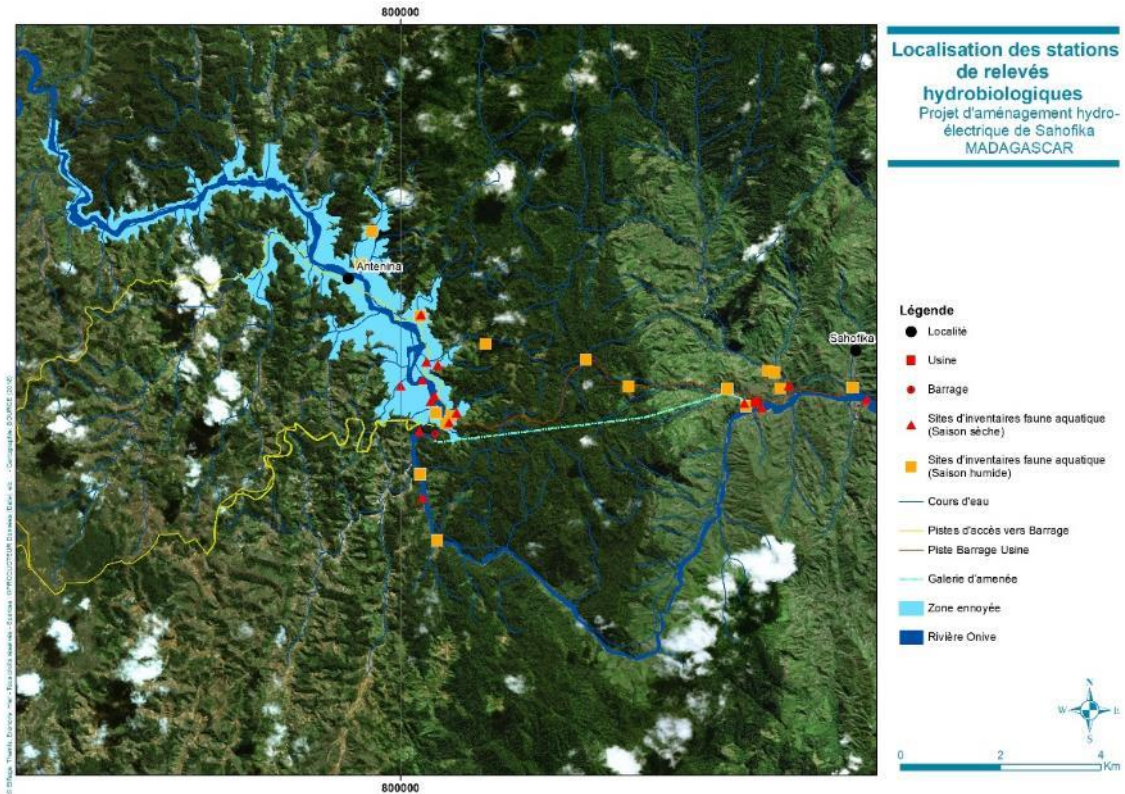 800000
Localisation des stations
de relevés
hydrobiologiques
Projet d'aménagement hydro-
électrique de Sahofika
MADAGASCAR
Antenina
Sahofika
Légende
Localité
Usine
Barrage
Sites d'inventaires faune aquatique
(Saison sèche)
Sites d'inventaires faune aquatique
(Saison humide)
Cours d'eau
Pistes d'accès vers Barrage
Piste Barrage Usine
Galerie d'amenée
Zone ennoyée
Rivière Onive
N
W
E
S
0 2 4
Km
800000